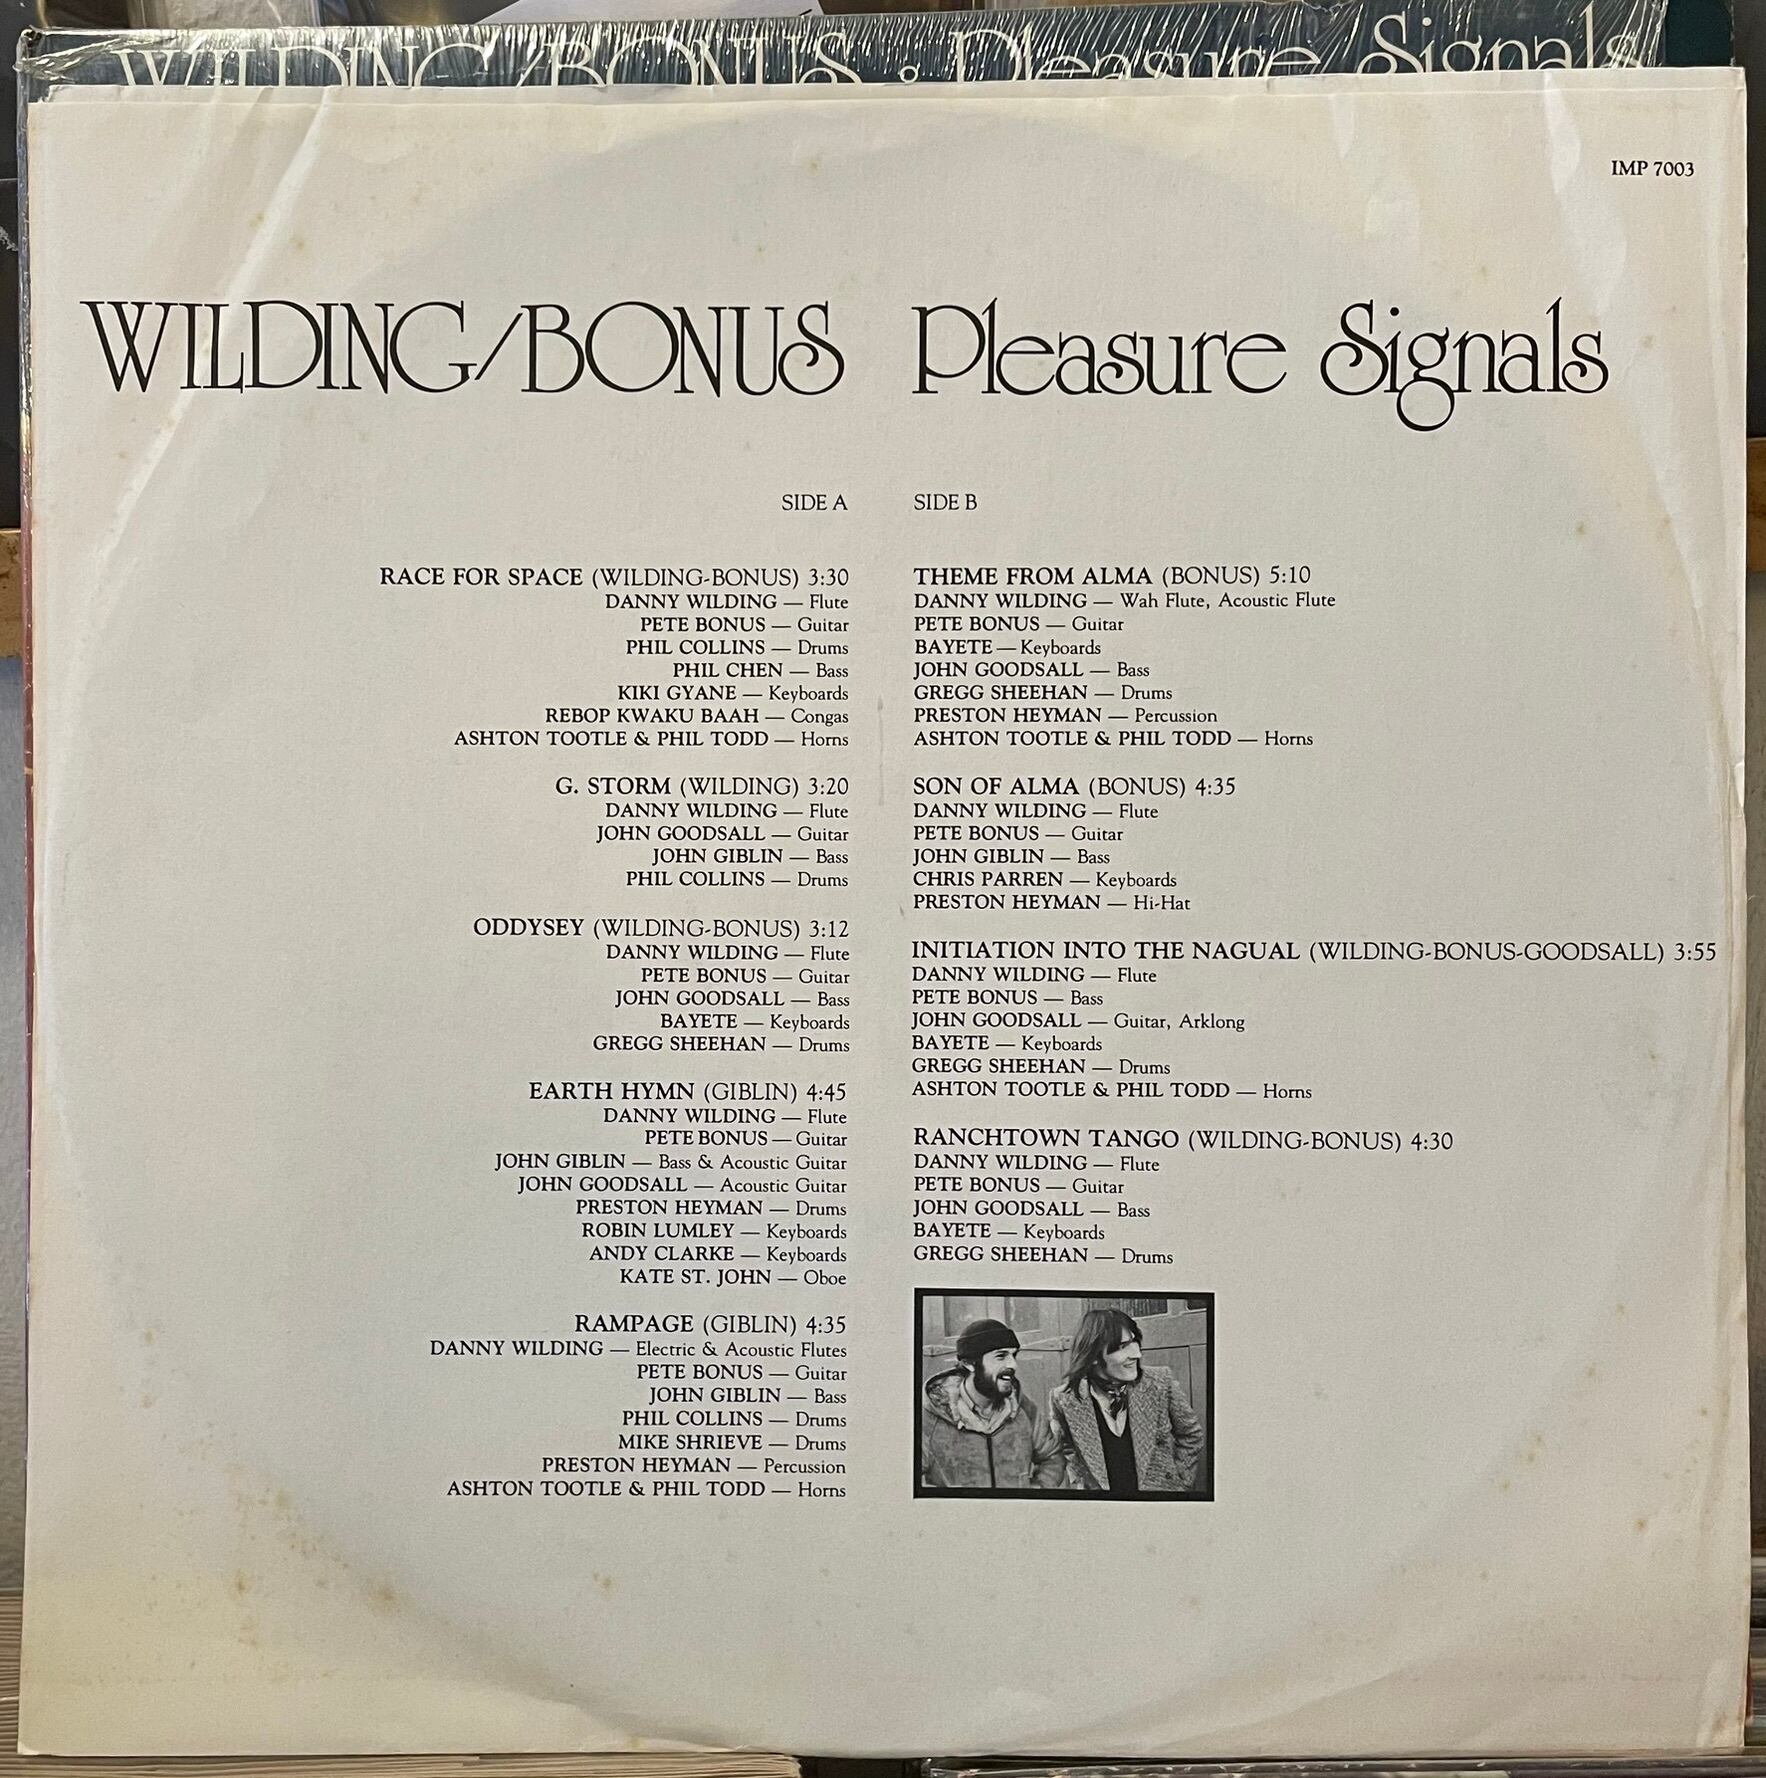 WILDING/BONUS • Pleasure Signals
IMP 7003
WILDING/BONUS Pleasure Signals
SIDE A
RACE FOR SPACE (WILDING-BONUS) 3:30
DANNY WILDING — Flute
PETE BONUS — Guitar
PHIL COLLINS — Drums
PHIL CHEN — Bass
KIKI GYANE — Keyboards
REBOP KWAKU BAAH — Congas
ASHTON TOOTLE & PHIL TODD — Horns
G. STORM (WILDING) 3:20
DANNY WILDING — Flute
JOHN GOODSALL — Guitar
JOHN GIBLIN — Bass
PHIL COLLINS — Drums
ODDYSEY (WILDING-BONUS) 3:12
DANNY WILDING — Flute
PETE BONUS — Guitar
JOHN GOODSALL — Bass
BAYETE — Keyboards
GREGG SHEEHAN — Drums
EARTH HYMN (GIBLIN) 4:45
DANNY WILDING — Flute
PETE BONUS — Guitar
JOHN GIBLIN — Bass & Acoustic Guitar
JOHN GOODSALL — Acoustic Guitar
PRESTON HEYMAN — Drums
ROBIN LUMLEY — Keyboards
ANDY CLARKE — Keyboards
KATE ST. JOHN — Oboe
RAMPAGE (GIBLIN) 4:35
DANNY WILDING — Electric & Acoustic Flutes
PETE BONUS — Guitar
JOHN GIBLIN — Bass
PHIL COLLINS — Drums
MIKE SHRIEVE — Drums
PRESTON HEYMAN — Percussion
ASHTON TOOTLE & PHIL TODD — Horns
SIDE B
THEME FROM ALMA (BONUS) 5:10
DANNY WILDING — Wah Flute, Acoustic Flute
PETE BONUS — Guitar
BAYETE — Keyboards
JOHN GOODSALL — Bass
GREGG SHEEHAN — Drums
PRESTON HEYMAN — Percussion
ASHTON TOOTLE & PHIL TODD — Horns
SON OF ALMA (BONUS) 4:35
DANNY WILDING — Flute
PETE BONUS — Guitar
JOHN GIBLIN — Bass
CHRIS PARREN — Keyboards
PRESTON HEYMAN — Hi-Hat
INITIATION INTO THE NAGUAL (WILDING-BONUS-GOODSALL) 3:55
DANNY WILDING — Flute
PETE BONUS — Bass
JOHN GOODSALL — Guitar, Arklong
BAYETE — Keyboards
GREGG SHEEHAN — Drums
ASHTON TOOTLE & PHIL TODD — Horns
RANCHTOWN TANGO (WILDING-BONUS) 4:30
DANNY WILDING — Flute
PETE BONUS — Guitar
JOHN GOODSALL — Bass
BAYETE — Keyboards
GREGG SHEEHAN — Drums